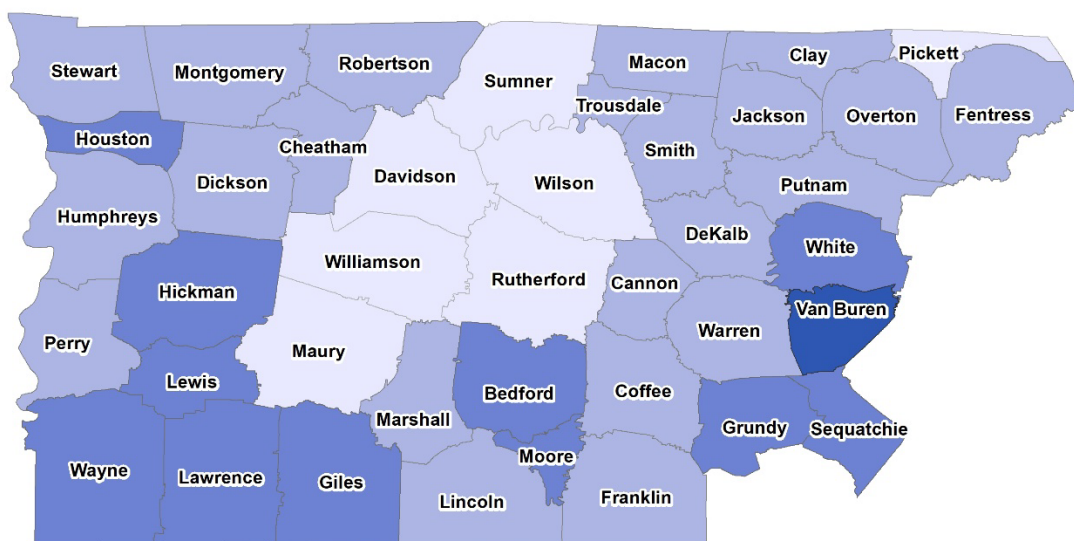 Stewart
Montgomery
Robertson
Sumner
Macon
Clay
Pickett
Trousdale
Jackson
Overton
Fentress
Houston
Cheatham
Smith
Dickson
Davidson
Wilson
Putnam
Humphreys
DeKalb
White
Williamson
Rutherford
Cannon
Hickman
Van Buren
Perry
Maury
Warren
Lewis
Bedford
Coffee
Marshall
Grundy
Sequatchie
Wayne
Lawrence
Giles
Moore
Lincoln
Franklin